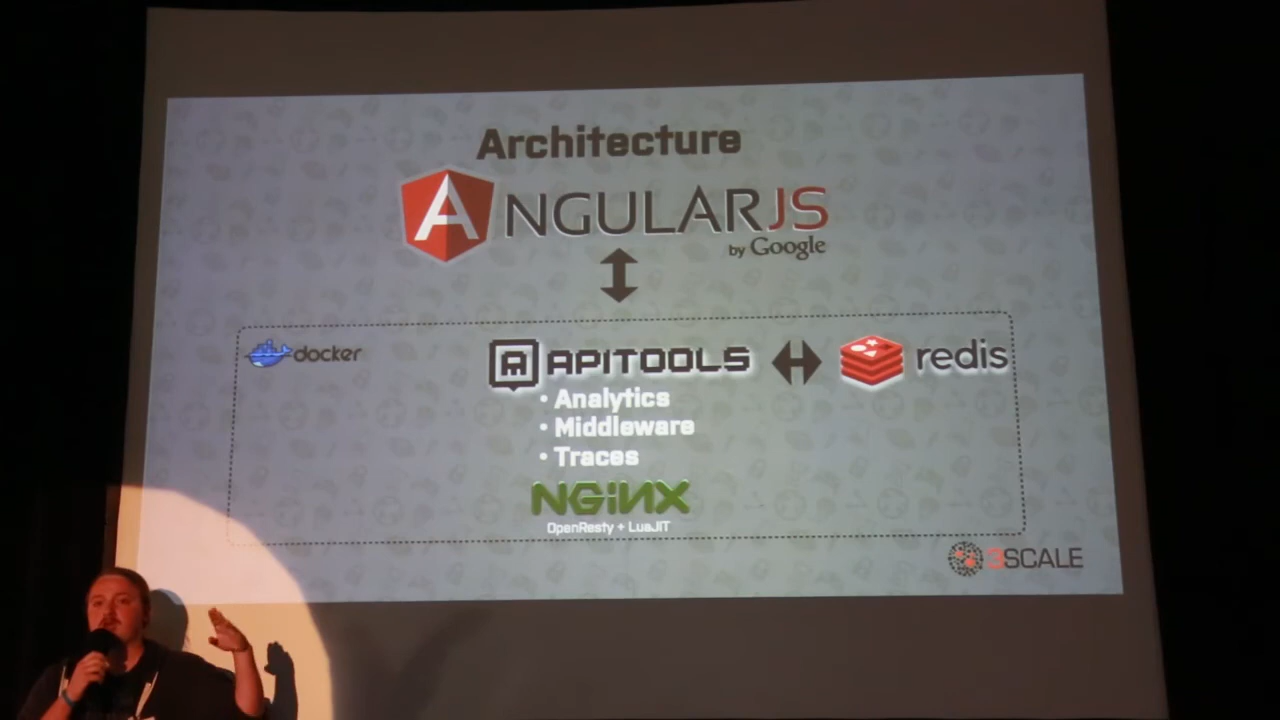 Architecture
ANGULARJS
by Google
docker
A APITOOLS
redis
• Analytics
• Middleware
• Traces
NGiNX
OpenResty + LuaJIT
3SCALE